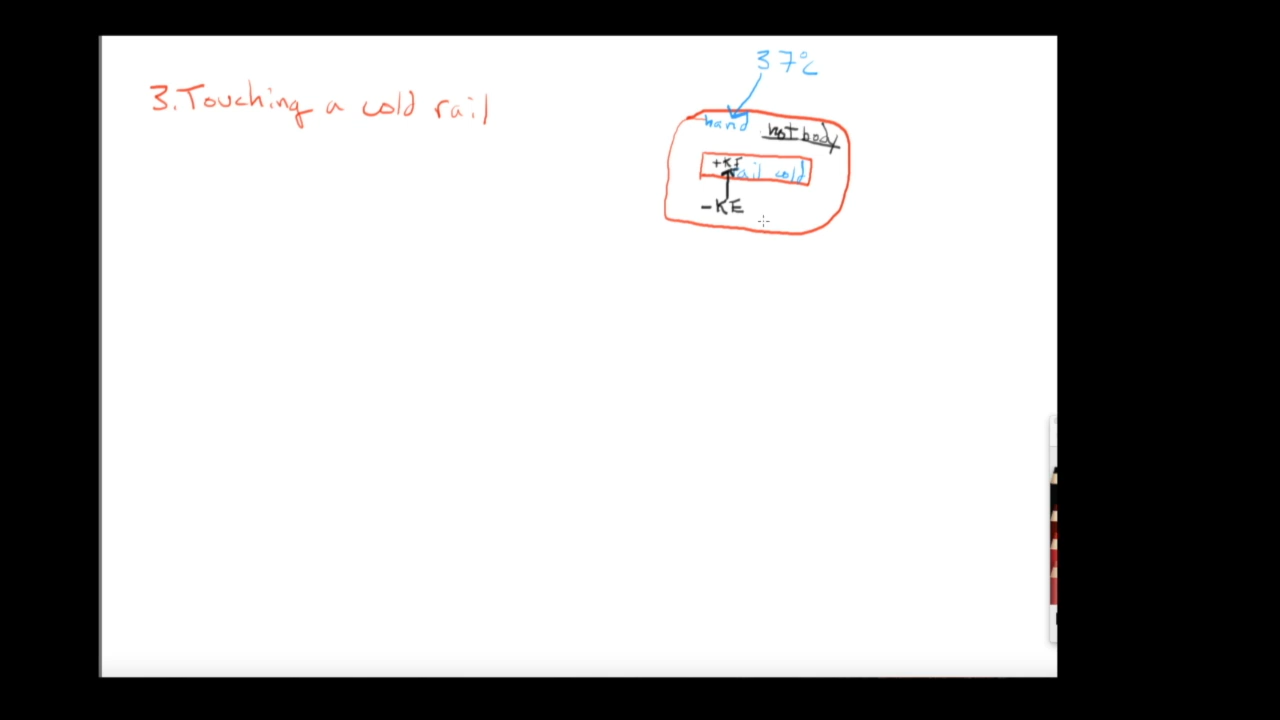 37°C
3. Touching a cold rail
hand hot body
+KE
rail cold
-KE